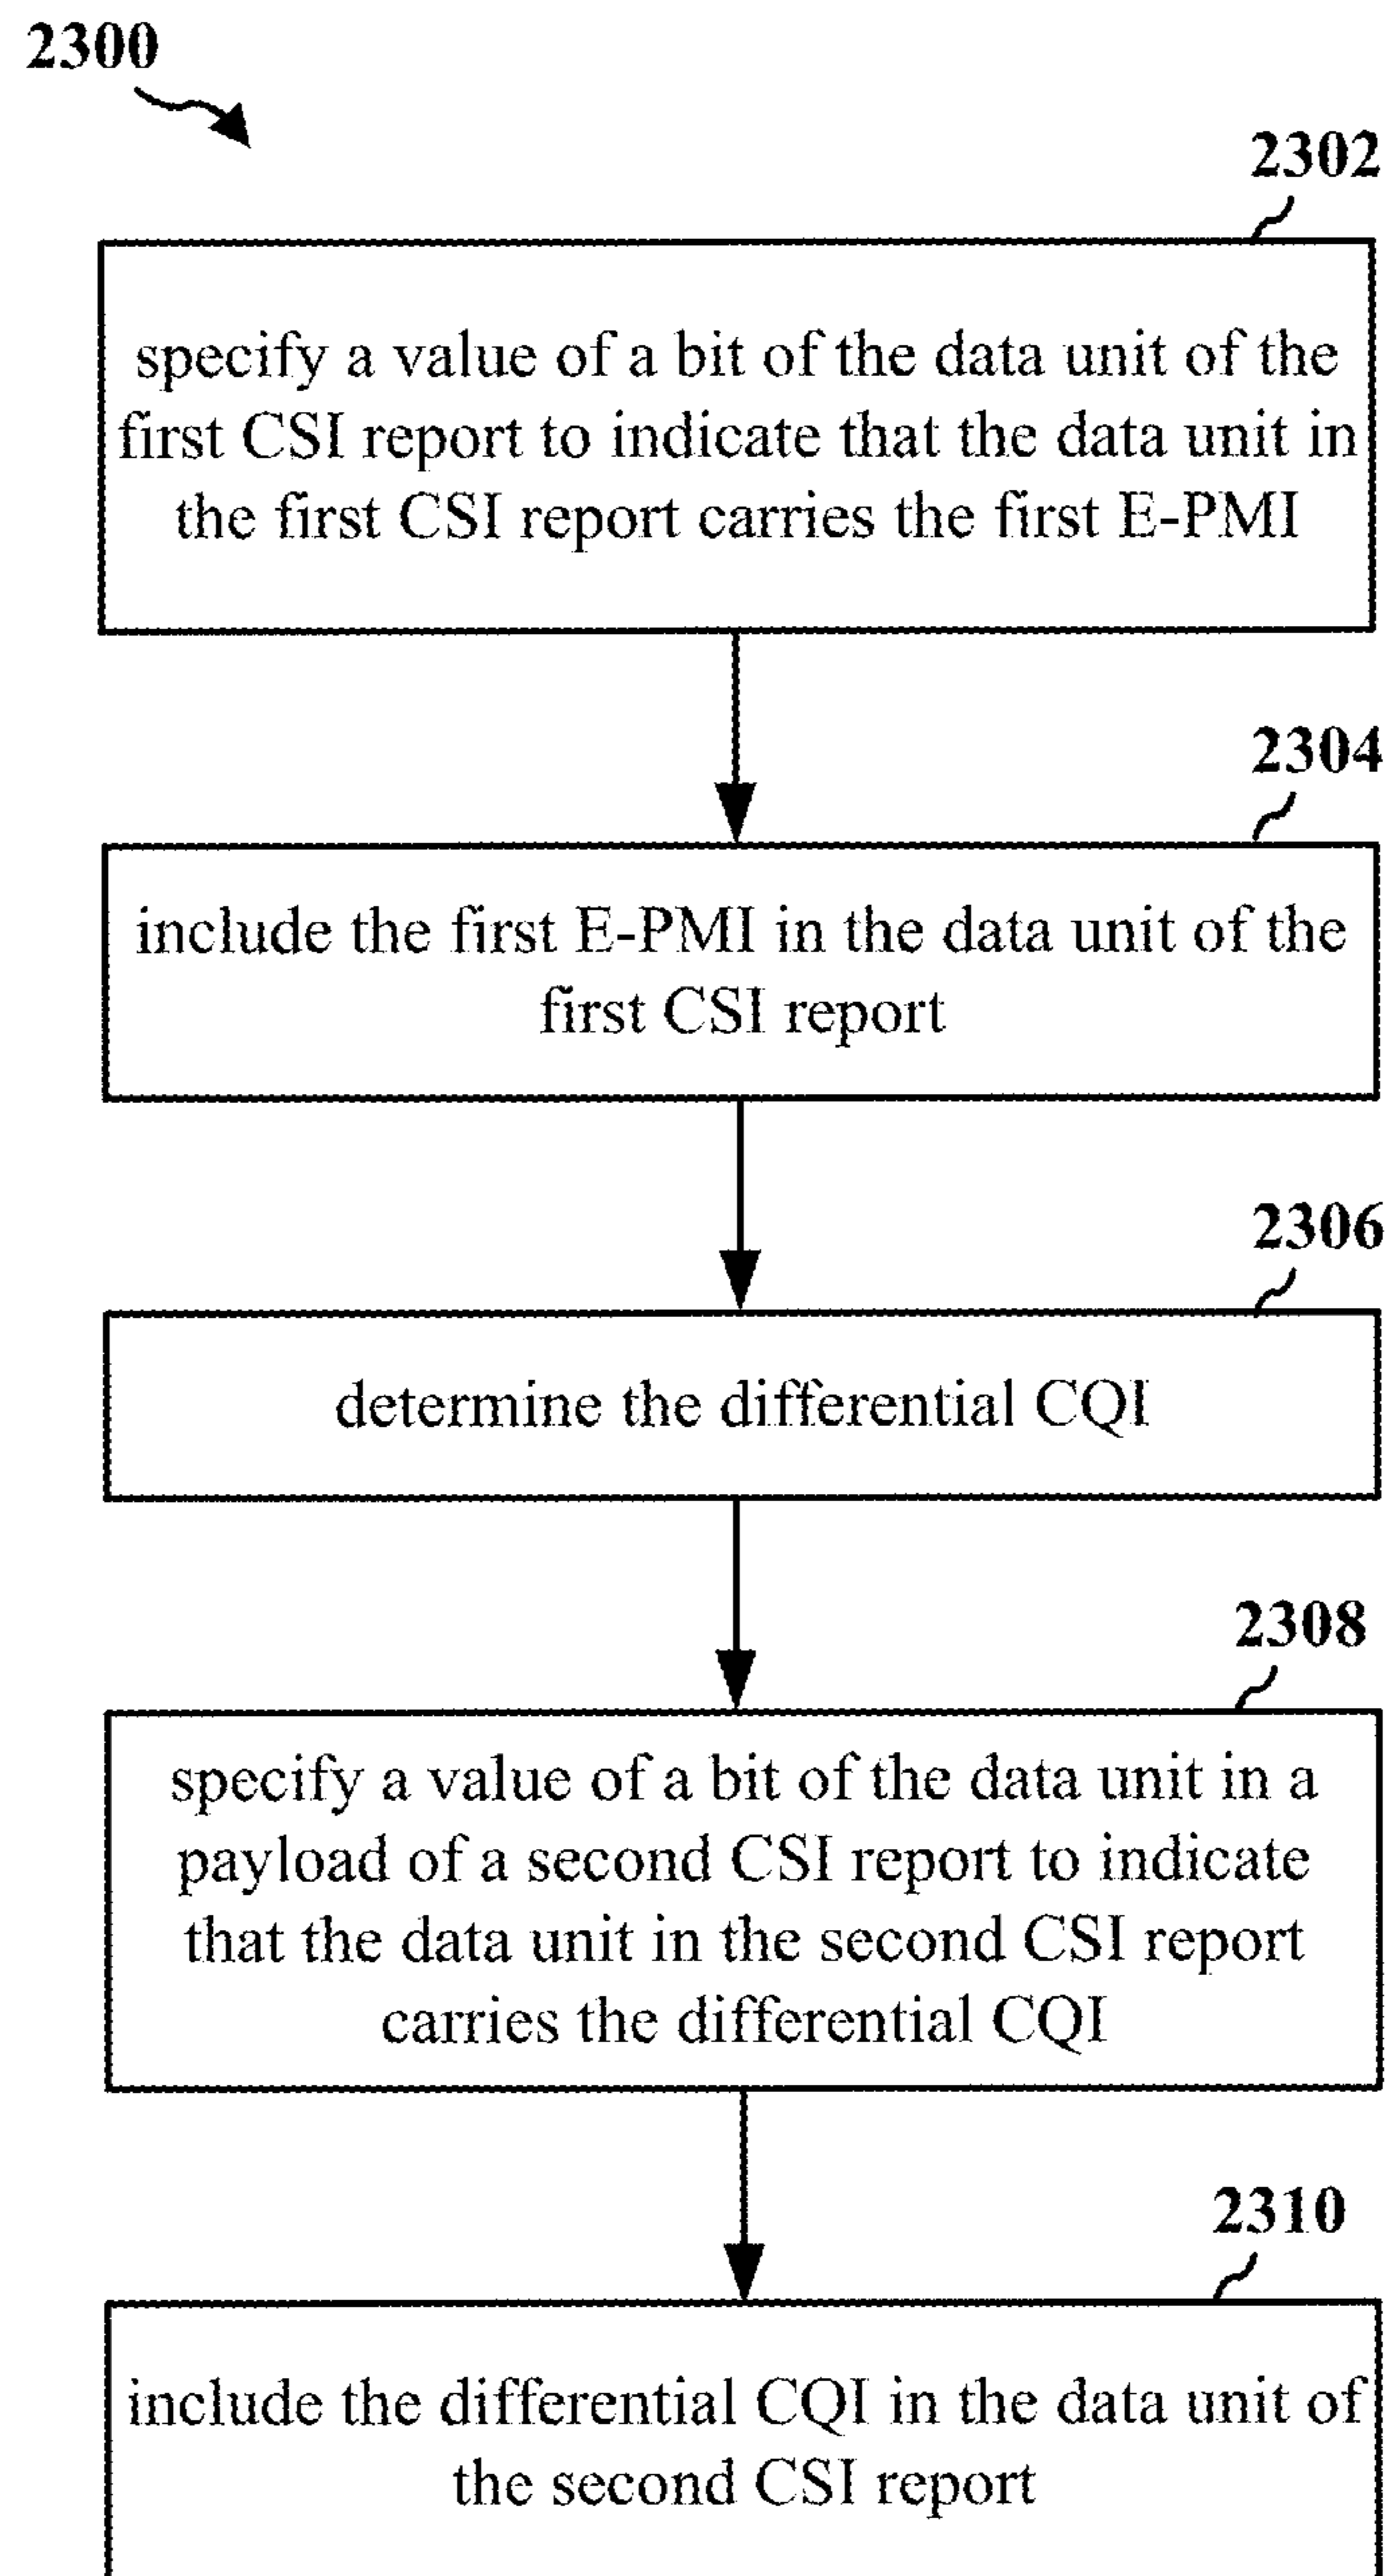 2300
2302
specify a value of a bit of the data unit of the
first CSI report to indicate that the data unit in
the first CSI report carries the first E-PMI
2304
include the first E-PMI in the data unit of the
first CSI report
2306
determine the differential CQI
2308
specify a value of a bit of the data unit in a
payload of a second CSI report to indicate
that the data unit in the second CSI report
carries the differential CQI
2310
include the differential CQI in the data unit of
the second CSI report